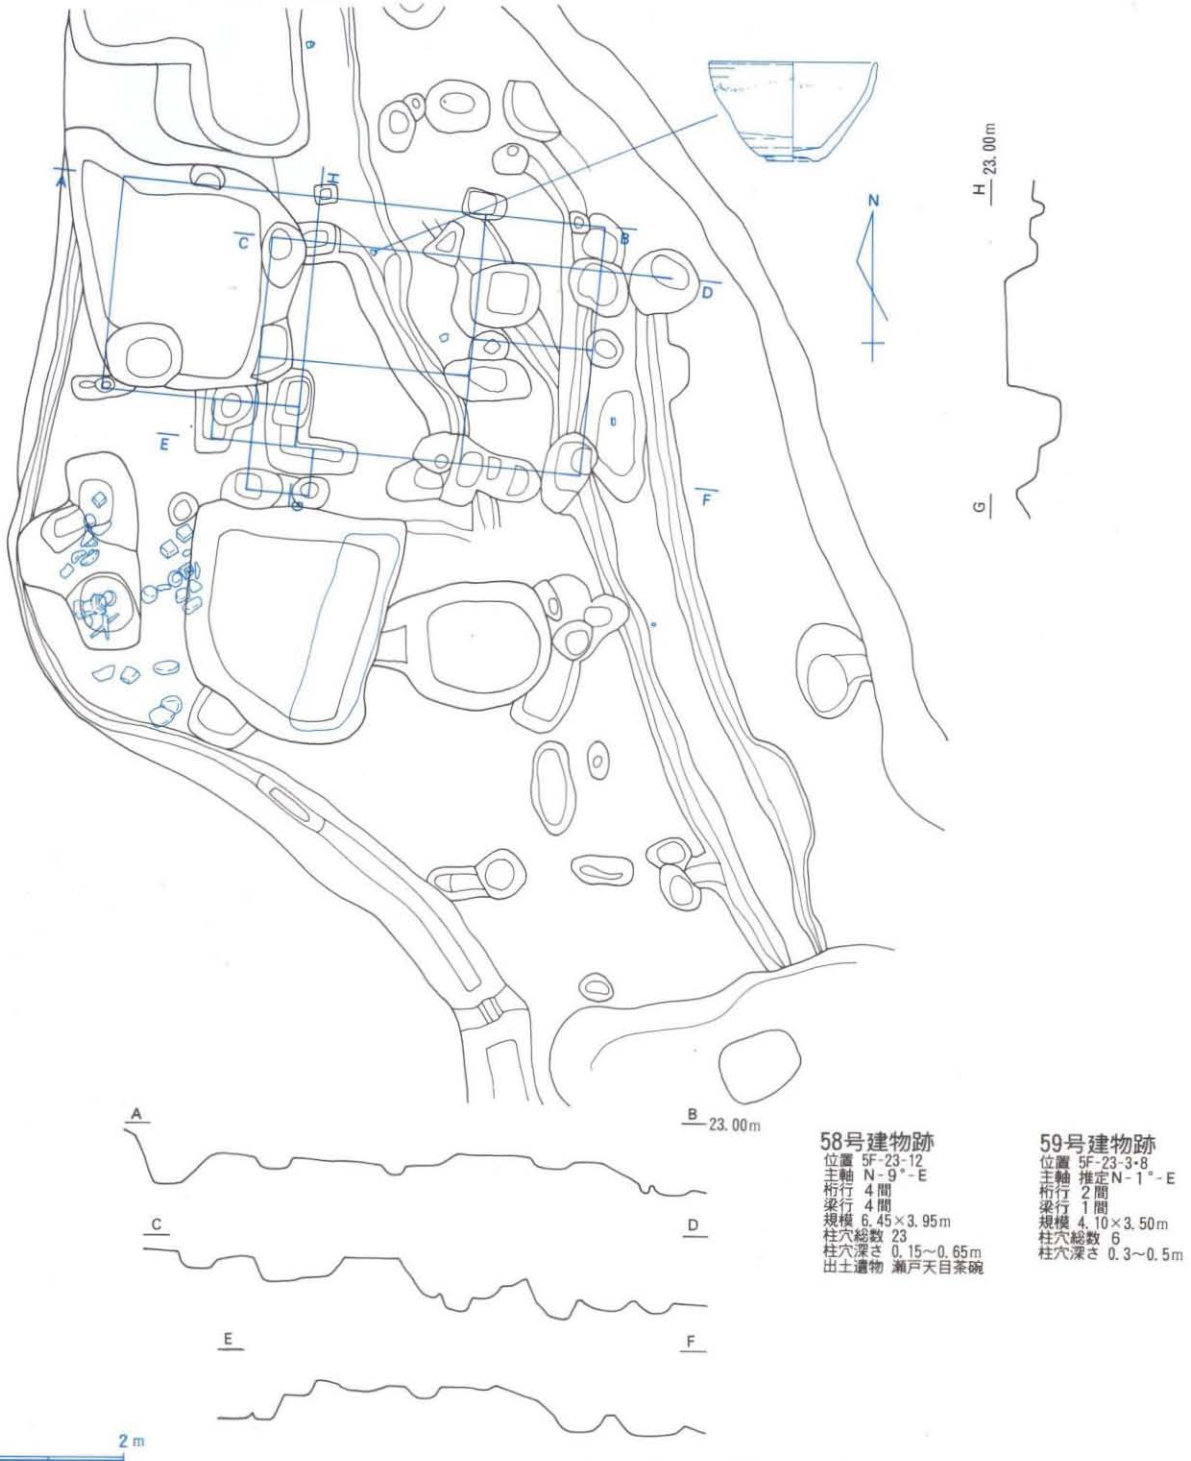 H 23.00m
G
N
A
H
C
B
D
E
F
A
B 23.00m
C
D
E
F
2 m
58号建物跡
位置 5F-23-12
主軸 N-9°-E
桁行 4間
梁行 4間
規模 6.45×3.95m
柱穴総数 23
柱穴深さ 0.15~0.65m
出土遺物 瀬戸天目茶碗
59号建物跡
位置 5F-23-3・8
主軸 推定N-1°-E
桁行 2間
梁行 1間
規模 4.10×3.50m
柱穴総数 6
柱穴深さ 0.3~0.5m